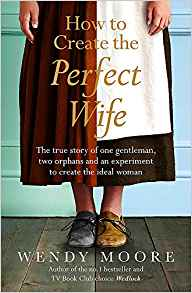 How to
Create the
Perfect
Wife
The true story of one gentleman,
two orphans and an experiment
to create the ideal woman
WENDY MOORE
Author of the no.1 bestseller and
TV Book Club choice Wedlock